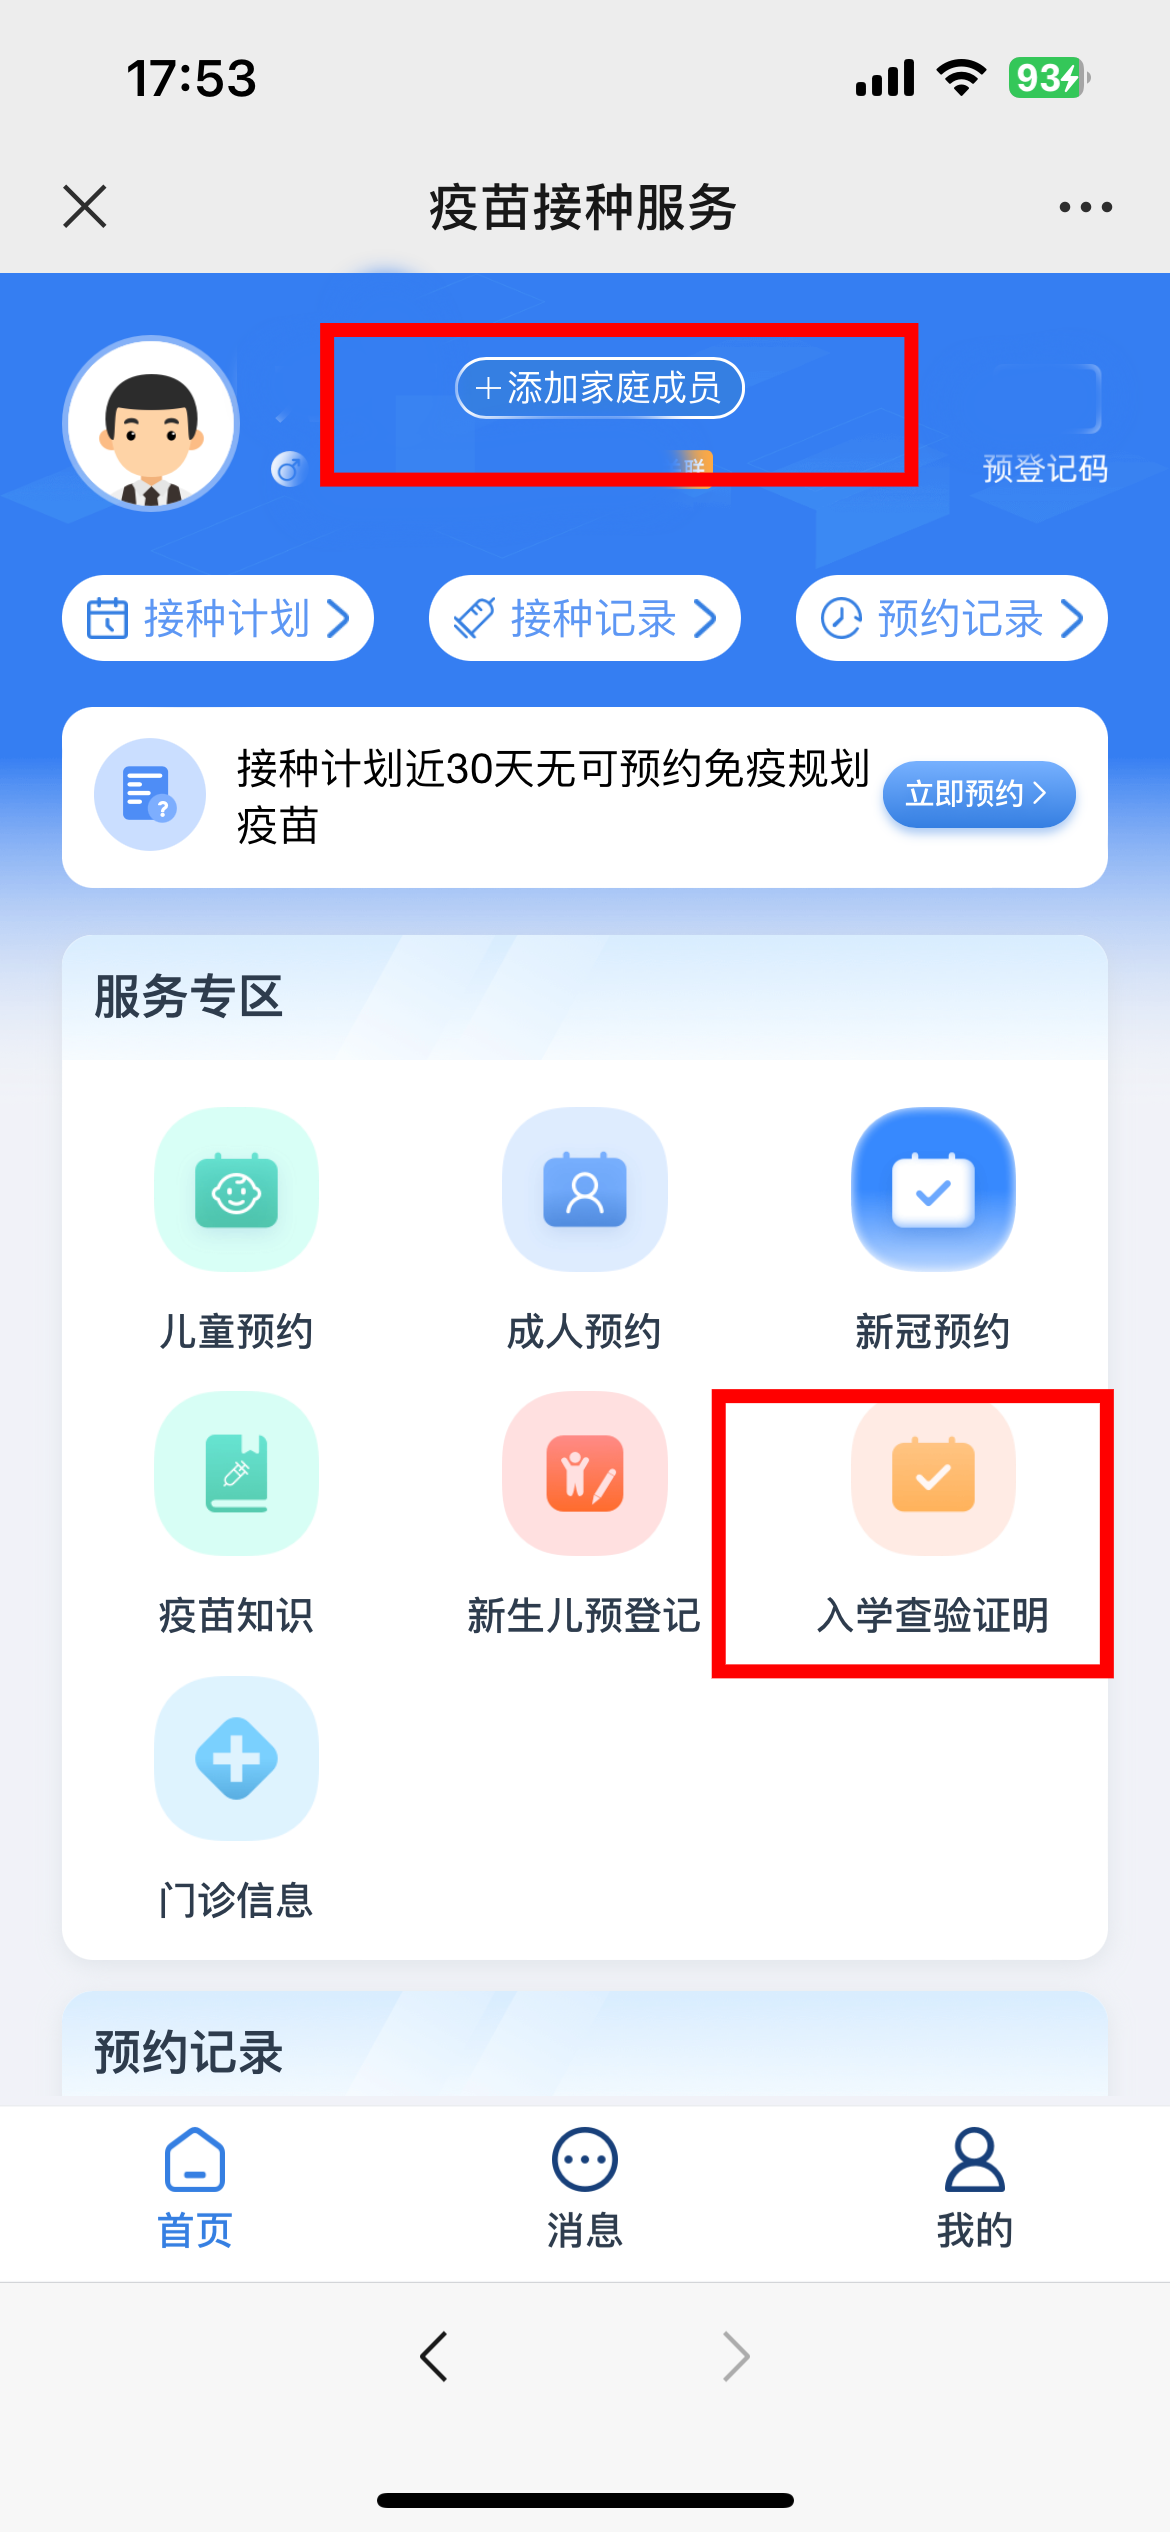 17:53
93
疫苗接种服务
+添加家庭成员
联
预登记码
接种计划
接种记录
预约记录
接种计划近30天无可预约免疫规划
疫苗
立即预约
服务专区
儿童预约
成人预约
新冠预约
疫苗知识
新生儿预登记
入学查验证明
门诊信息
预约记录
首页
消息
我的